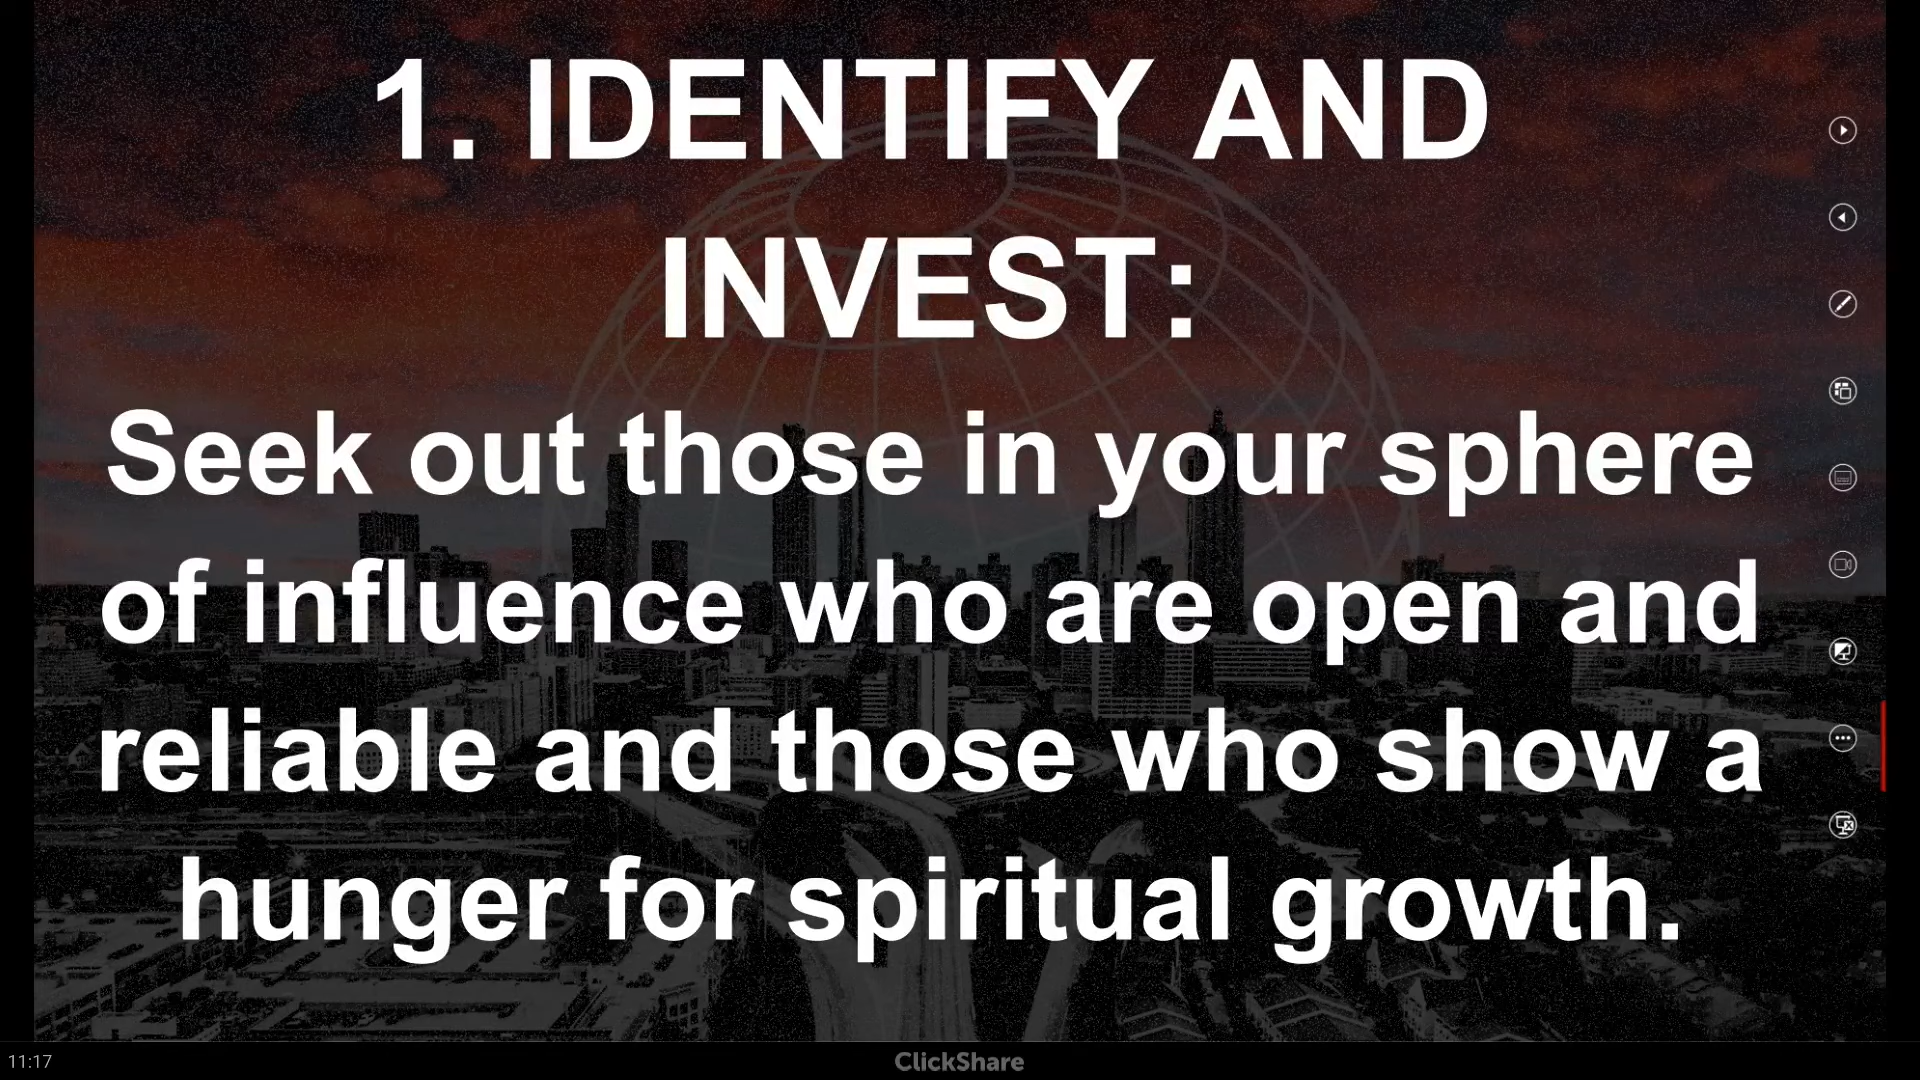 1. IDENTIFY AND
INVEST:
Seek out those in your sphere
of influence who are open and
reliable and those who show a
hunger for spiritual growth.
11:17
ClickShare